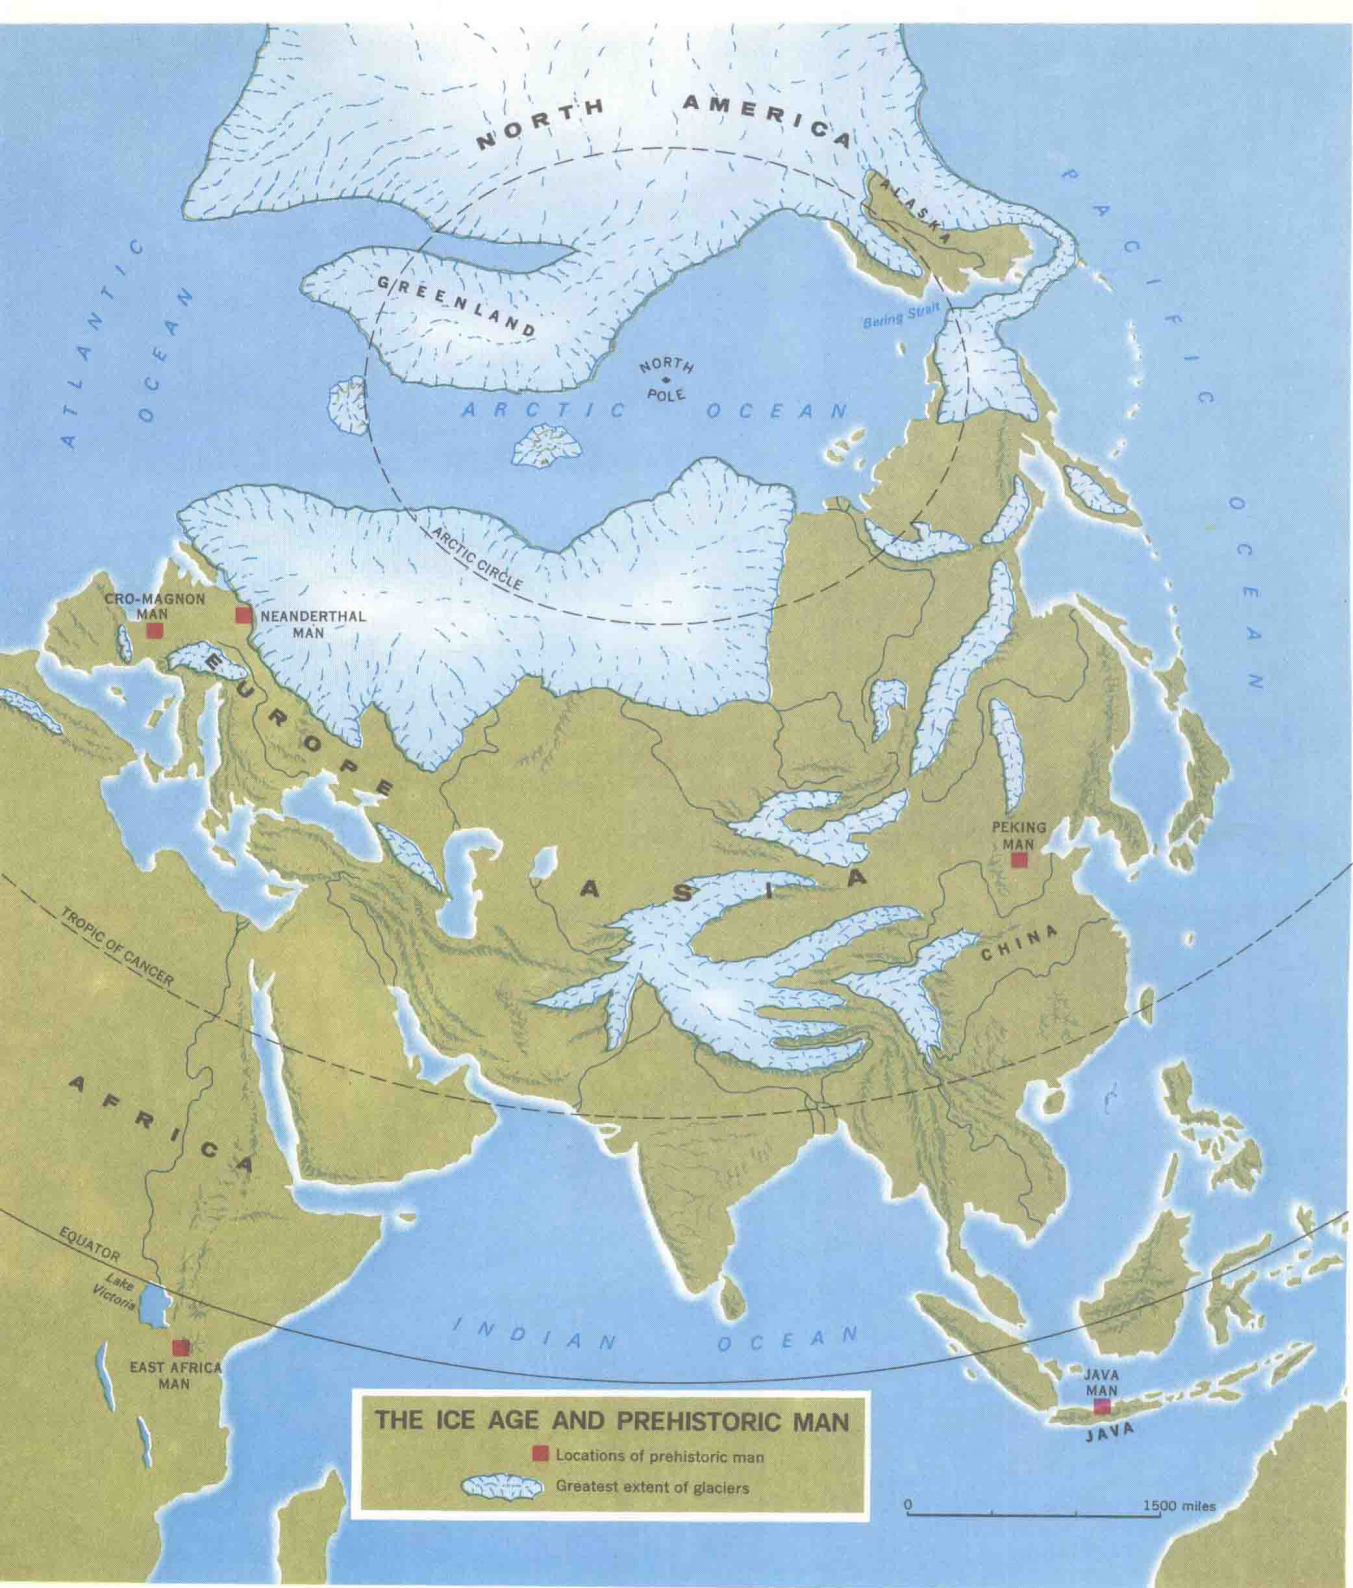 NORTH AMERICA
ALASKA
PACIFIC OCEAN
ATLANTIC
OCEAN
GREENLAND
Bering Strait
NORTH
POLE
ARCTIC OCEAN
ARCTIC CIRCLE
CRO-MAGNON
MAN
NEANDERTHAL
MAN
EUROPE
PEKING
MAN
ASIA
CHINA
TROPIC OF CANCER
AFRICA
EQUATOR
Lake
Victoria
EAST AFRICA
MAN
INDIAN OCEAN
JAVA
MAN
JAVA
THE ICE AGE AND PREHISTORIC MAN
Locations of prehistoric man
Greatest extent of glaciers
0 1500 miles